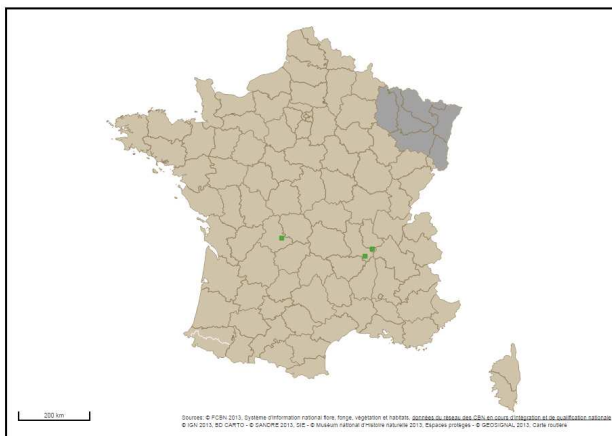 200 km
Sources: © FCBN 2013, Système d'information national flore, fonge, végétation et habitats, données du réseau des CBN en cours d'intégration et de qualification nationale
© IGN 2013, BD CARTO - © SANDRE 2013, SIE - © Muséum national d'Histoire naturelle 2013, Espaces protégés - © GEOSIGNAL 2013, Carte routière